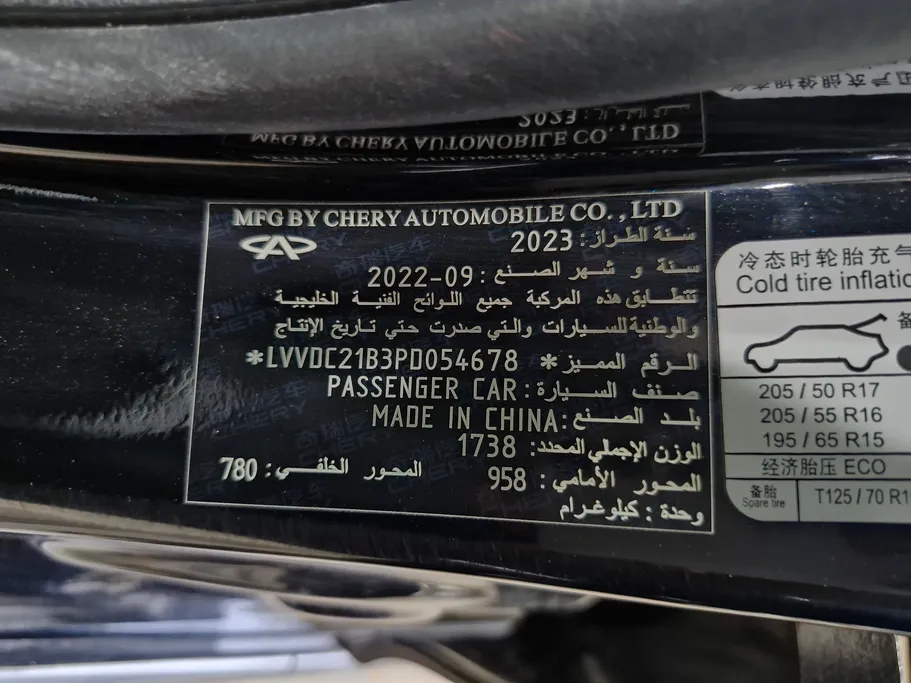 MFG BY CHERY AUTOMOBILE CO., LTD
MFG BY CHERY AUTOMOBILE CO., LTD
سنة الطراز: 2023
سنة و شهر الصنع: 2022-09
تتطابق هذه المركبة جميع اللوائح الفنية الخليجية
والوطنية للسيارات والتي صدرت حتي تاريخ الإنتاج
الرقم المميز: *LVVDC21B3PD054678*
صنف السيارة: PASSENGER CAR
بلد الصنع: MADE IN CHINA
الوزن الإجمالي المحدد: 1738
المحور الأمامي: 958 المحور الخلفي: 780
وحدة: كيلوغرام
冷态时轮胎充气
Cold tire inflatio
205 / 50 R17
205 / 55 R16
195 / 65 R15
经济胎压 ECO
备胎
Spare tire
T125 / 70 R1